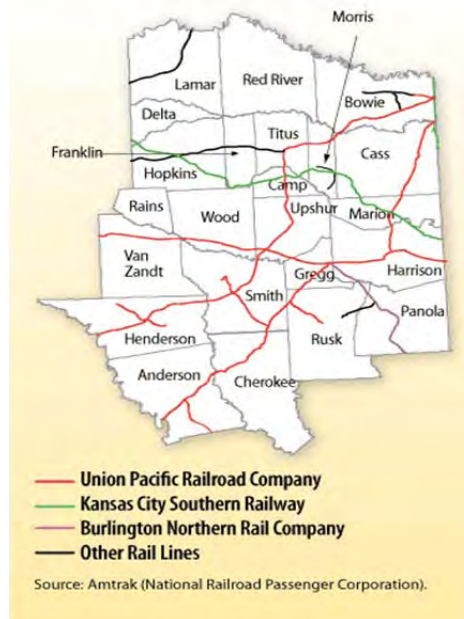 Morris
Lamar
Red River
Bowie
Delta
Titus
Franklin
Cass
Hopkins
Camp
Rains
Wood
Upshur
Marion
Van
Zandt
Gregg
Harrison
Smith
Panola
Henderson
Rusk
Anderson
Cherokee
Union Pacific Railroad Company
Kansas City Southern Railway
Burlington Northern Rail Company
Other Rail Lines
Source: Amtrak (National Railroad Passenger Corporation).